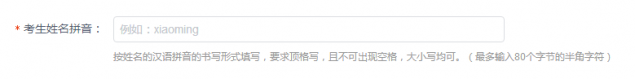 * 考生姓名拼音： 例如：xiaoming
按姓名的汉语拼音的书写形式填写，要求顶格写，且不可出现空格，大小写均可。（最多输入80个字节的半角字符）